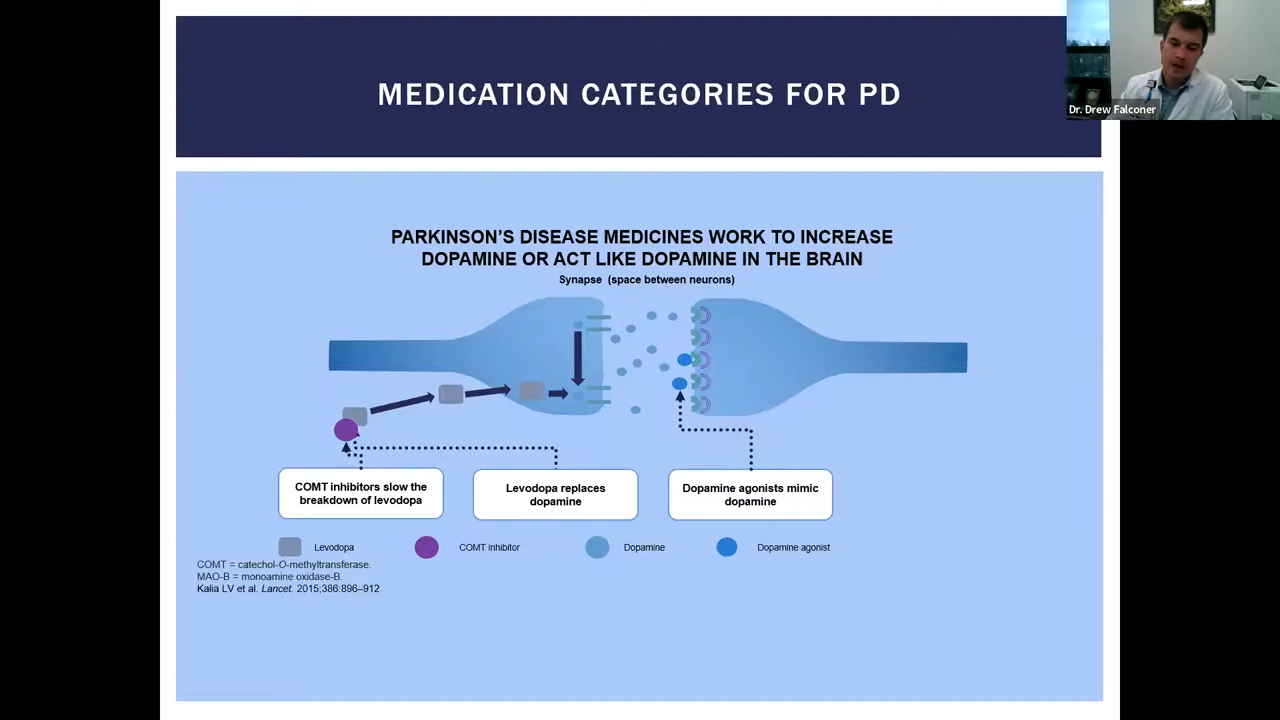 MEDICATION CATEGORIES FOR PD
Dr. Drew Falconer
PARKINSON'S DISEASE MEDICINES WORK TO INCREASE
DOPAMINE OR ACT LIKE DOPAMINE IN THE BRAIN
Synapse (space between neurons)
COMT inhibitors slow the
breakdown of levodopa
Levodopa replaces
dopamine
Dopamine agonists mimic
dopamine
Levodopa
COMT inhibitor
Dopamine
Dopamine agonist
COMT = catechol-O-methyltransferase.
MAO-B = monoamine oxidase-B.
Kalia LV et al. Lancet. 2015;386:896–912